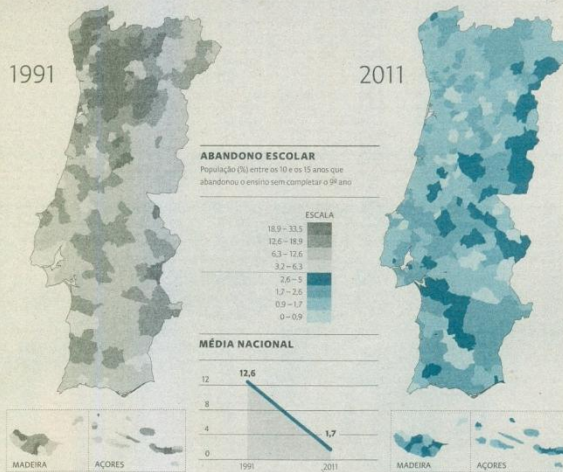 1991
2011
ABANDONO ESCOLAR
População (%) entre os 10 e os 15 anos que
abandonou o ensino sem completar o 9º ano
ESCALA
18,9 – 33,5
12,6 – 18,9
6,3 – 12,6
3,2 – 6,3
2,6 – 5
1,7 – 2,6
0,9 – 1,7
0 – 0,9
MÉDIA NACIONAL
12,6
12
8
4
0
1,7
1991
2011
MADEIRA
AÇORES
MADEIRA
AÇORES